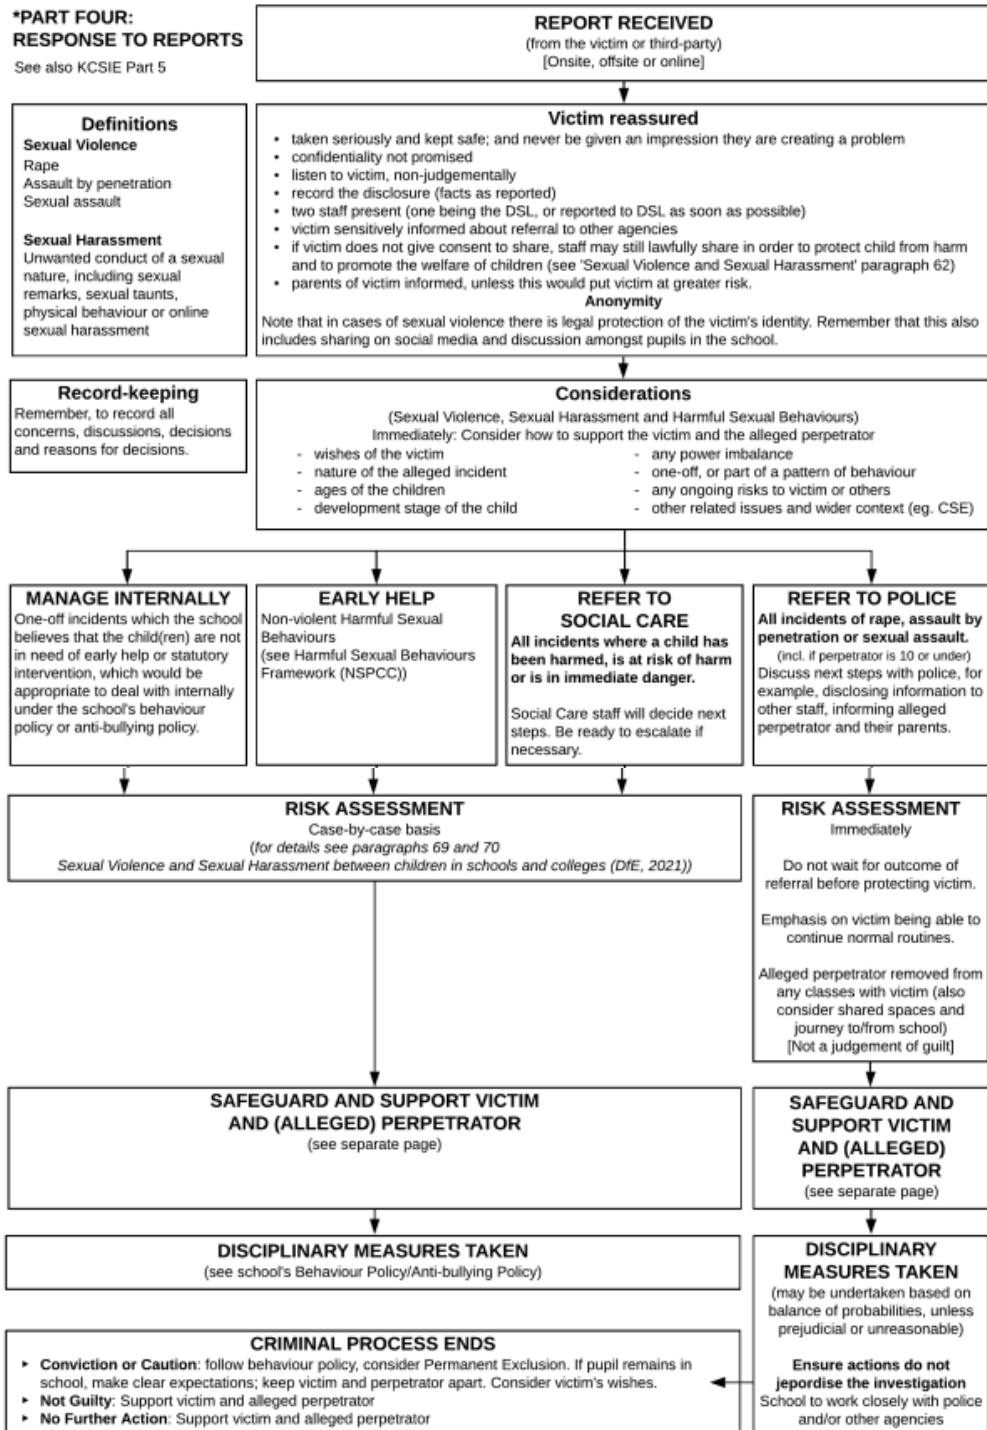 *PART FOUR:
RESPONSE TO REPORTS
See also KCSIE Part 5
REPORT RECEIVED
(from the victim or third-party)
[Onsite, offsite or online]
Definitions
Sexual Violence
Rape
Assault by penetration
Sexual assault
Sexual Harassment
Unwanted conduct of a sexual
nature, including sexual
remarks, sexual taunts,
physical behaviour or online
sexual harassment
Victim reassured
• taken seriously and kept safe; and never be given an impression they are creating a problem
• confidentiality not promised
• listen to victim, non-judgementally
• record the disclosure (facts as reported)
• two staff present (one being the DSL, or reported to DSL as soon as possible)
• victim sensitively informed about referral to other agencies
• if victim does not give consent to share, staff may still lawfully share in order to protect child from harm
and to promote the welfare of children (see 'Sexual Violence and Sexual Harassment' paragraph 62)
• parents of victim informed, unless this would put victim at greater risk.
Anonymity
Note that in cases of sexual violence there is legal protection of the victim's identity. Remember that this also
includes sharing on social media and discussion amongst pupils in the school.
Record-keeping
Remember, to record all
concerns, discussions, decisions
and reasons for decisions.
Considerations
(Sexual Violence, Sexual Harassment and Harmful Sexual Behaviours)
Immediately: Consider how to support the victim and the alleged perpetrator
- wishes of the victim
- nature of the alleged incident
- ages of the children
- development stage of the child
- any power imbalance
- one-off, or part of a pattern of behaviour
- any ongoing risks to victim or others
- other related issues and wider context (eg. CSE)
MANAGE INTERNALLY
One-off incidents which the school
believes that the child(ren) are not
in need of early help or statutory
intervention, which would be
appropriate to deal with internally
under the school's behaviour
policy or anti-bullying policy.
EARLY HELP
Non-violent Harmful Sexual
Behaviours
(see Harmful Sexual Behaviours
Framework (NSPCC))
REFER TO
SOCIAL CARE
All incidents where a child has
been harmed, is at risk of harm
or is in immediate danger.
Social Care staff will decide next
steps. Be ready to escalate if
necessary.
REFER TO POLICE
All incidents of rape, assault by
penetration or sexual assault.
(incl. if perpetrator is 10 or under)
Discuss next steps with police, for
example, disclosing information to
other staff, informing alleged
perpetrator and their parents.
RISK ASSESSMENT
Case-by-case basis
(for details see paragraphs 69 and 70
Sexual Violence and Sexual Harassment between children in schools and colleges (DfE, 2021))
RISK ASSESSMENT
Immediately
Do not wait for outcome of
referral before protecting victim.
Emphasis on victim being able to
continue normal routines.
Alleged perpetrator removed from
any classes with victim (also
consider shared spaces and
journey to/from school)
[Not a judgement of guilt]
SAFEGUARD AND SUPPORT VICTIM
AND (ALLEGED) PERPETRATOR
(see separate page)
SAFEGUARD AND
SUPPORT VICTIM
AND (ALLEGED)
PERPETRATOR
(see separate page)
DISCIPLINARY MEASURES TAKEN
(see school's Behaviour Policy/Anti-bullying Policy)
DISCIPLINARY
MEASURES TAKEN
(may be undertaken based on
balance of probabilities, unless
prejudicial or unreasonable)
Ensure actions do not
jepordise the investigation
School to work closely with police
and/or other agencies
CRIMINAL PROCESS ENDS
▸ Conviction or Caution: follow behaviour policy, consider Permanent Exclusion. If pupil remains in
school, make clear expectations; keep victim and perpetrator apart. Consider victim's wishes.
▸ Not Guilty: Support victim and alleged perpetrator
▸ No Further Action: Support victim and alleged perpetrator